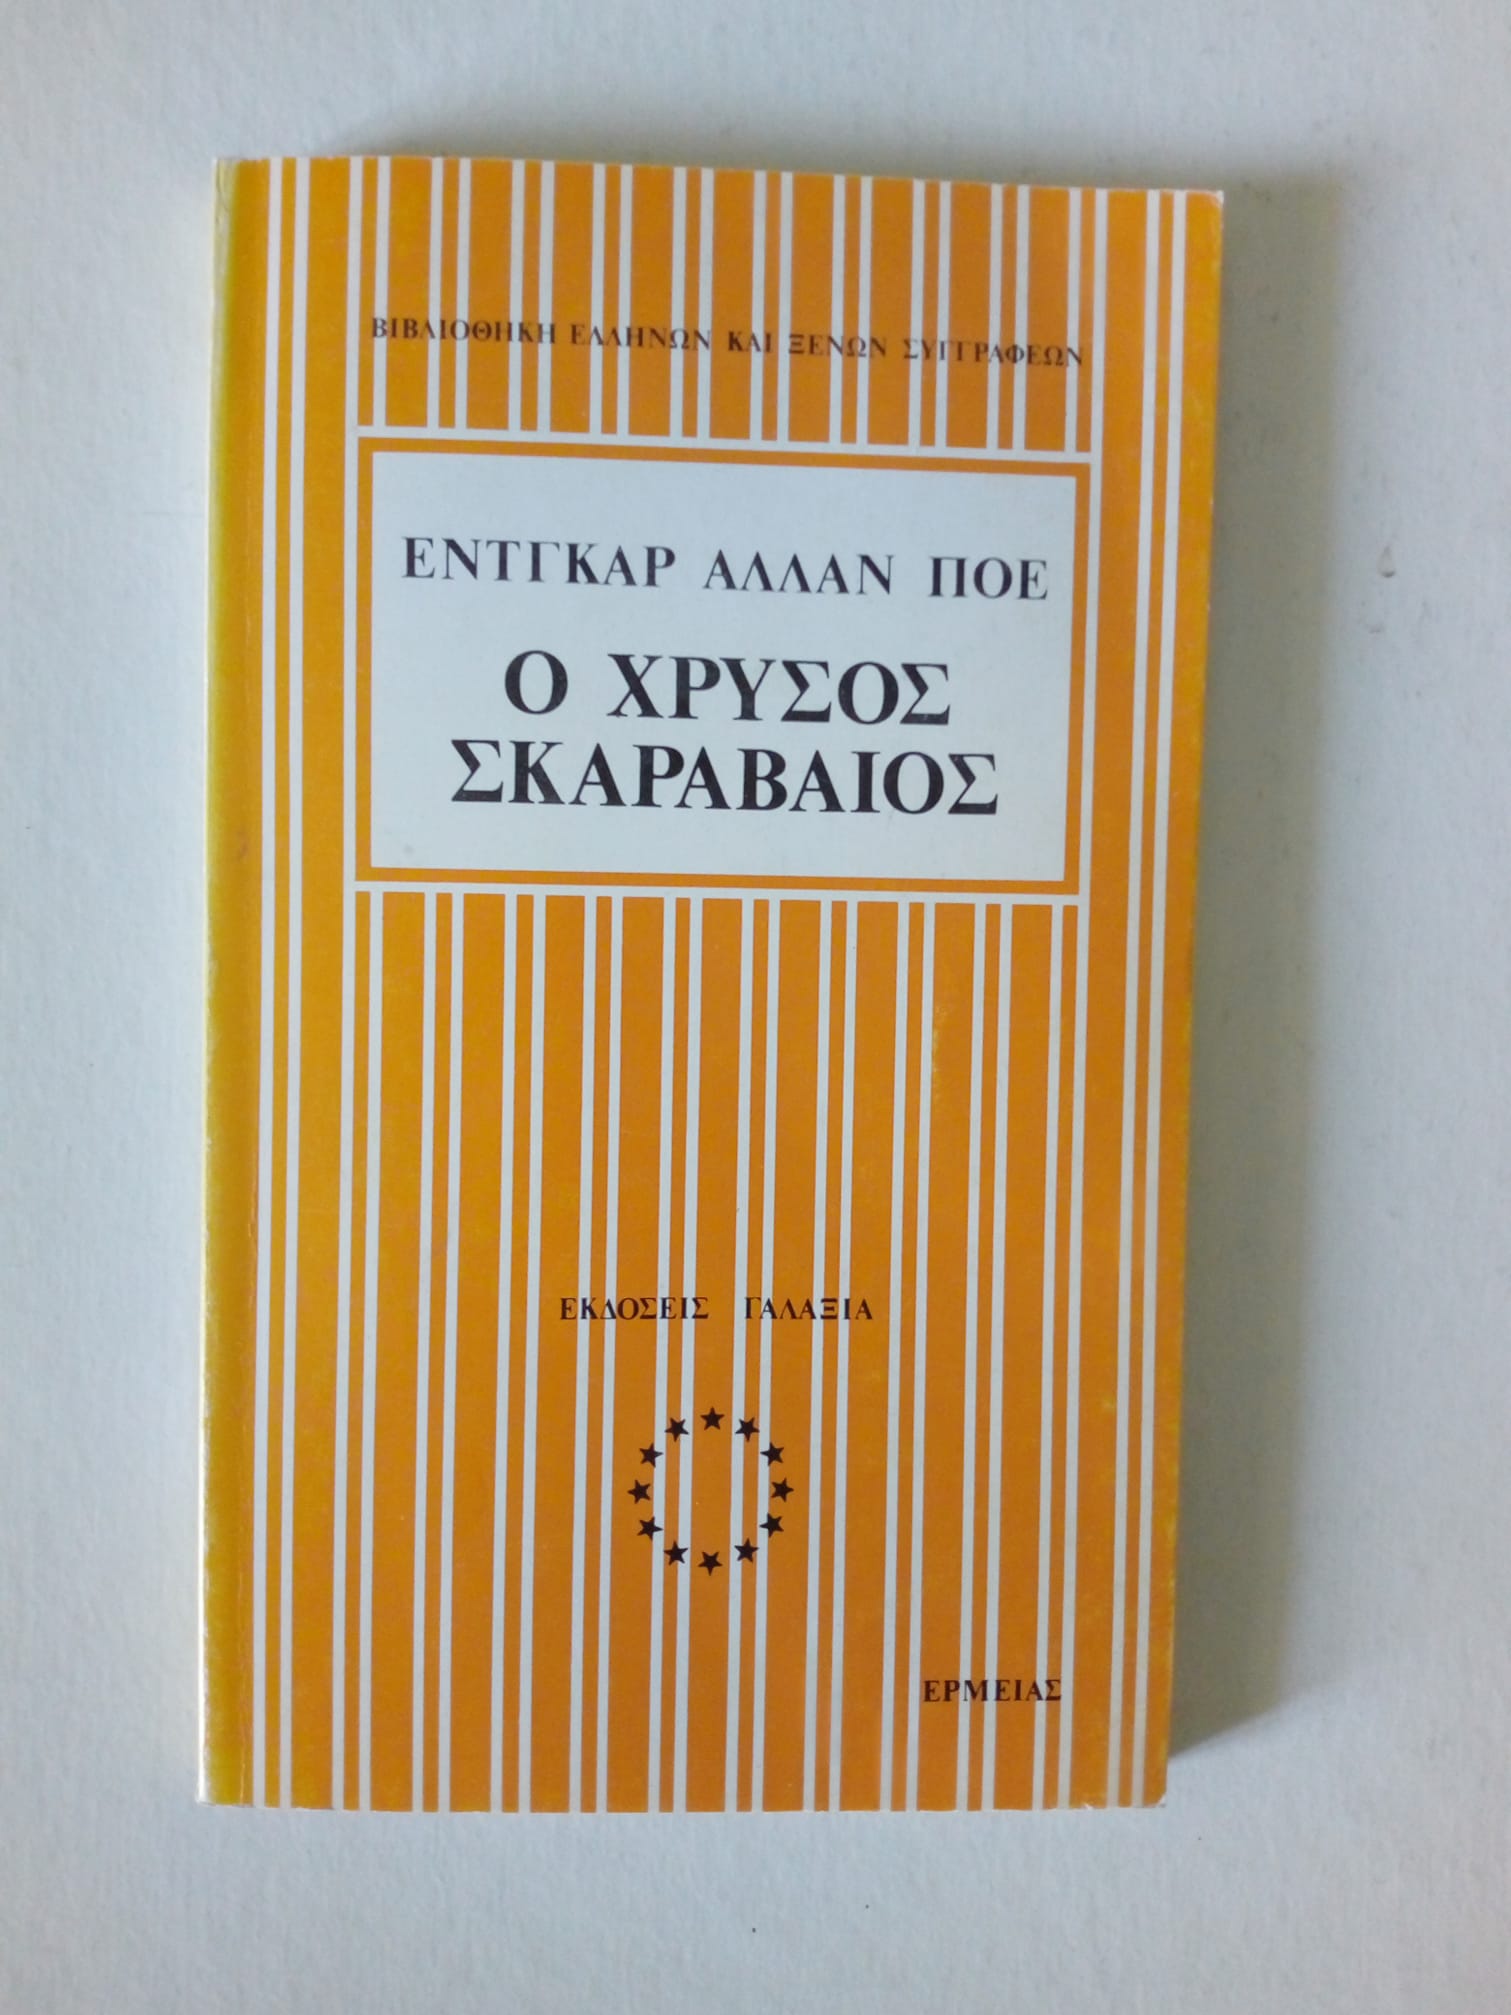 ΒΙΒΛΙΟΘΗΚΗ ΕΛΛΗΝΩΝ ΚΑΙ ΞΕΝΩΝ ΣΥΓΓΡΑΦΕΩΝ
ΕΝΤΓΚΑΡ ΑΛΛΑΝ ΠΟΕ
Ο ΧΡΥΣΟΣ
ΣΚΑΡΑΒΑΙΟΣ
ΕΚΔΟΣΕΙΣ ΓΑΛΑΞΙΑ
ΕΡΜΕΙΑΣ